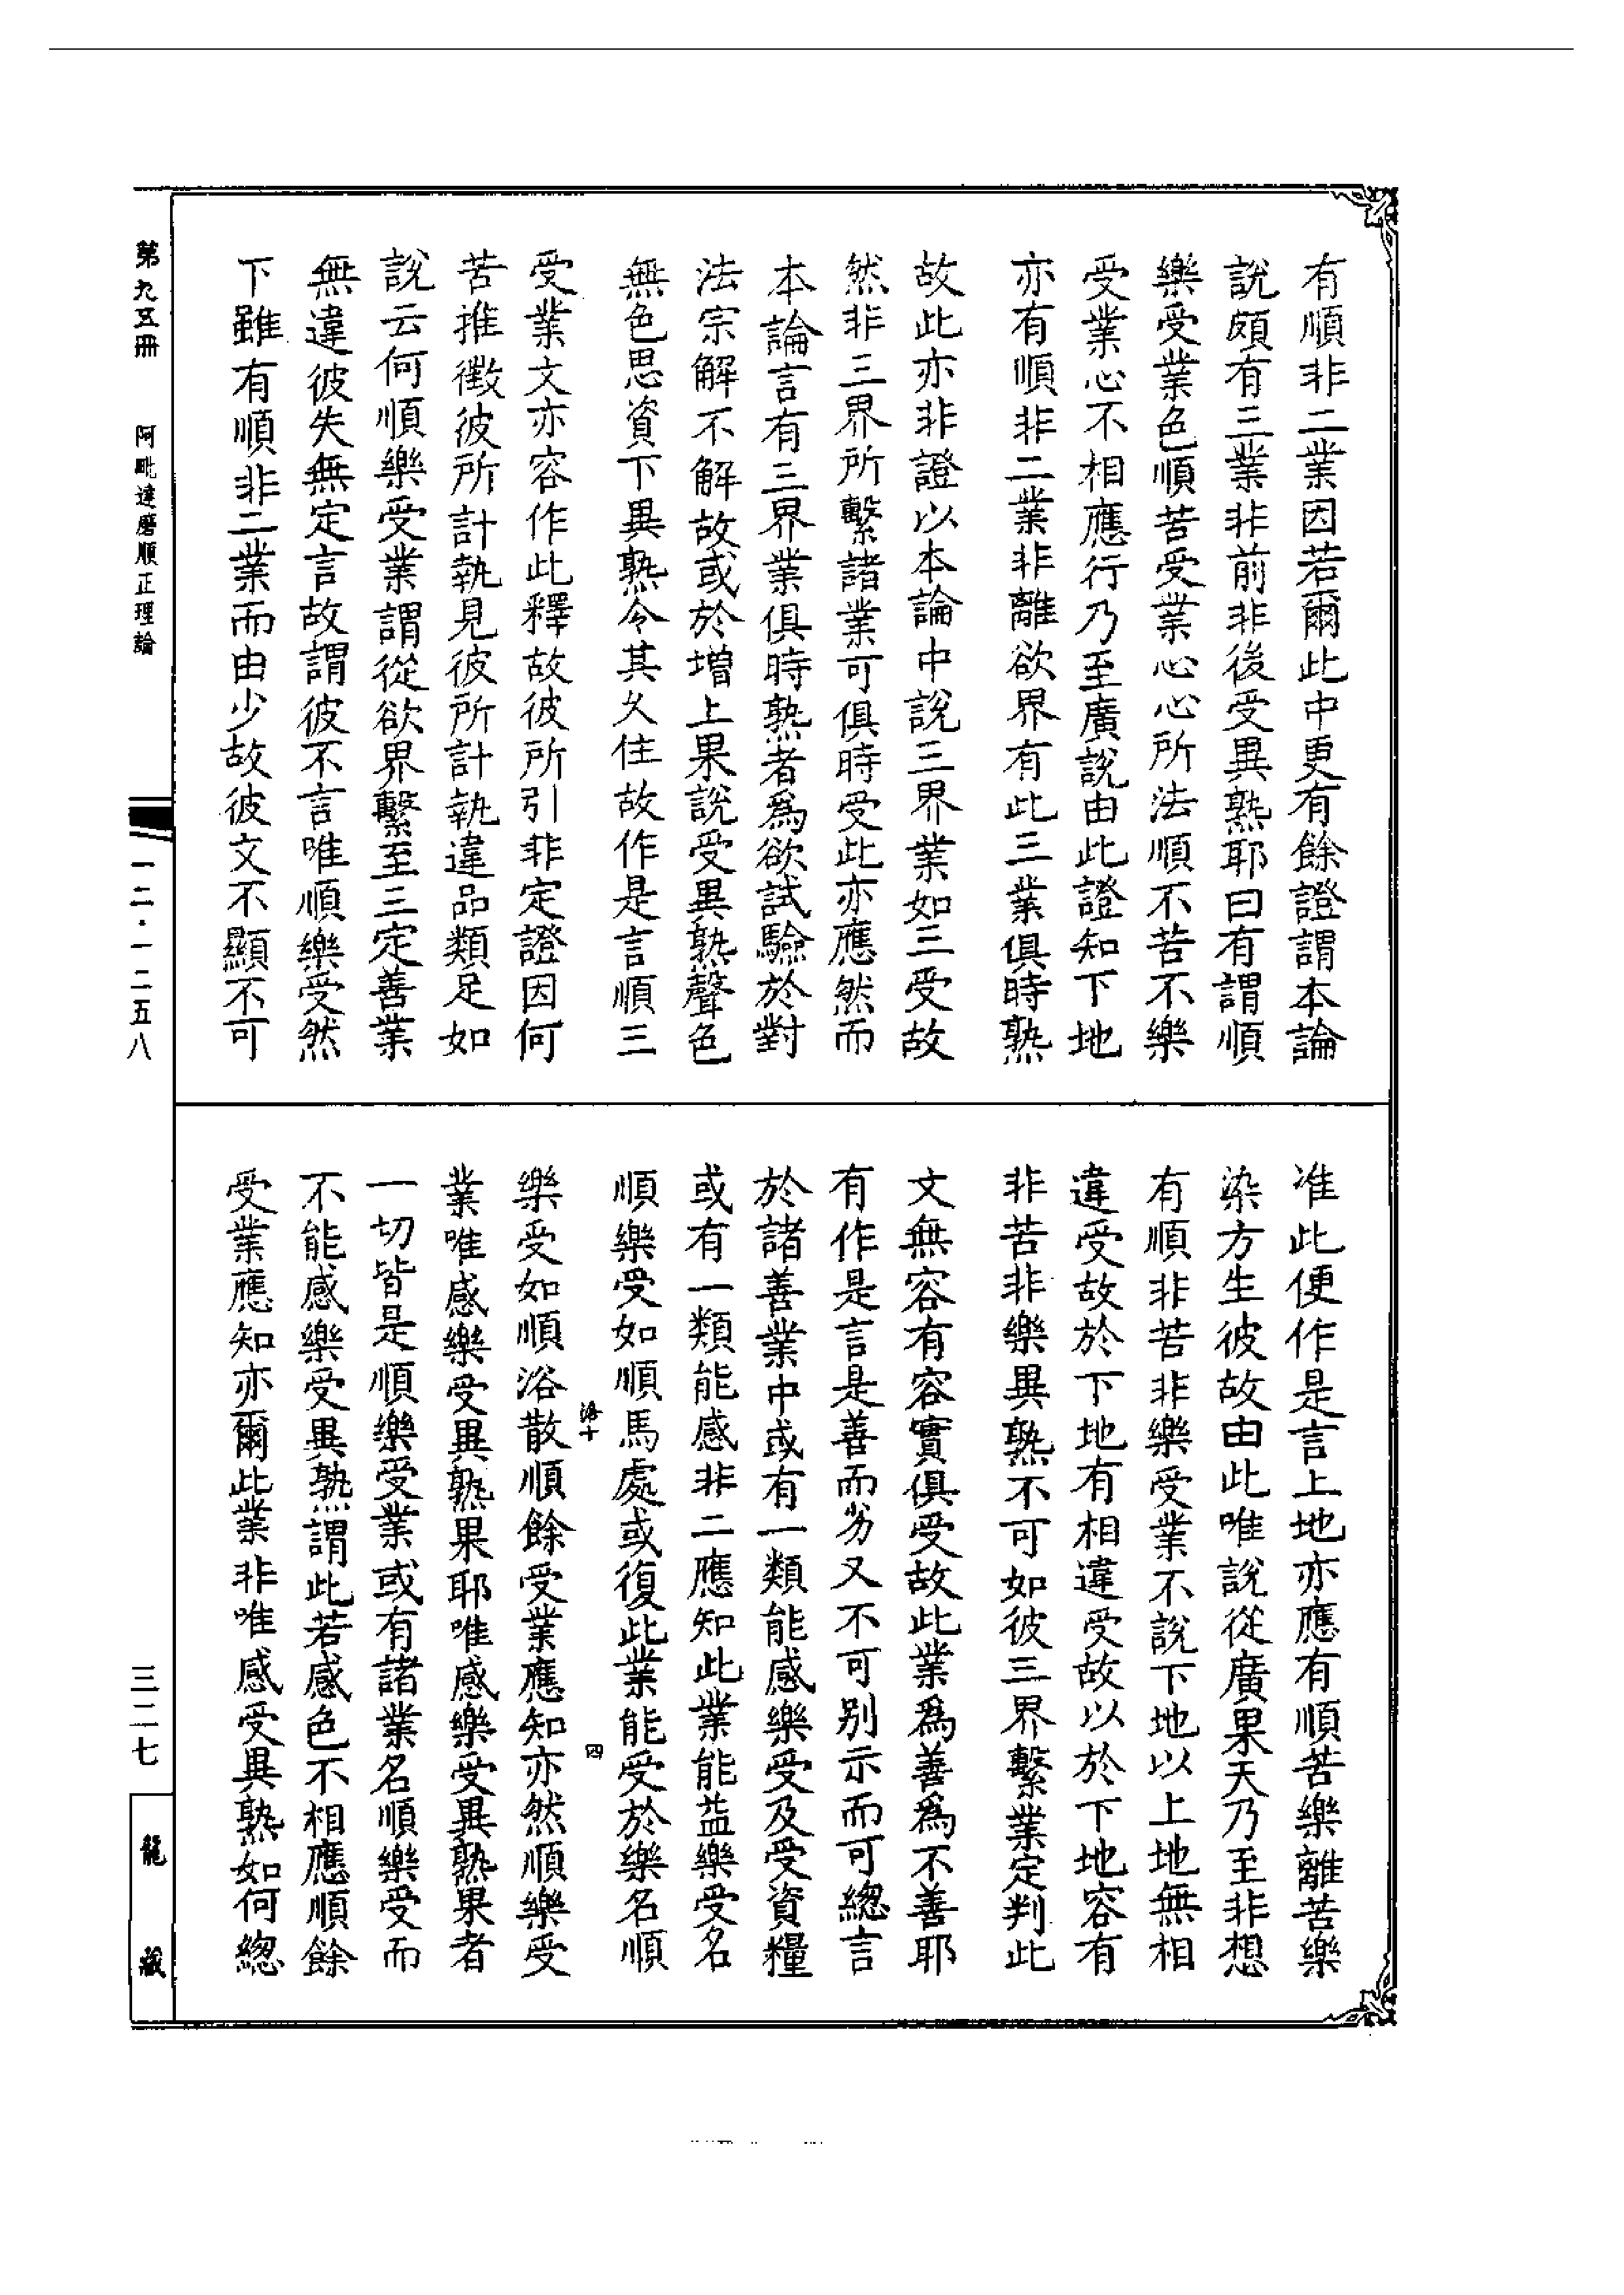 有順非二業因若爾此中更有餘證謂本論
說頗有三業非前非後受異熟耶曰有謂順
樂受業色順苦受業心心所法順不苦不樂
受業心不相應行乃至廣說由此證知下地
亦有順非二業非離欲界有此三業俱時熟
故此亦非證以本論中說三界業如三受故
然非三界所繫諸業可俱時受此亦應然而
本論言有三界業俱時熟者為欲試驗於對
法宗解不解故或於增上果說受異熟聲色
無色思資下異熟令其久住故作是言順三
受業文亦容作此釋故彼所引非定證因何
苦推徵彼所計執見彼所計執違品類足如
說云何順樂受業謂從欲界繫至三定善業
無違彼失無定言故謂彼不言唯順樂受然
下雖有順非二業而由少故彼文不顯不可
准此便作是言上地亦應有順苦樂離苦樂
染方生彼故由此唯說從廣果天乃至非想
有順非苦非樂受業不說下地以上地無相
違受故於下地有相違受故以於下地容有
非苦非樂異熟不可如彼三界繫業定判此
文無容有容實俱受故此業為善為不善耶
有作是言是善而劣又不可別示而可總言
於諸善業中或有一類能感樂受及受資糧
或有一類能感非二應知此業能益樂受名
順樂受如順馬處或復此業能受於樂名順
樂受如順浴散順餘受業應知亦然順樂受
業唯感樂受異熟果耶唯感樂受異熟果者
一切皆是順樂受業或有諸業名順樂受而
不能感樂受異熟謂此若感色不相應順餘
受業應知亦爾此業非唯感受異熟如何總
洛十
四
第九五冊
阿毗達磨順正理論
一二·一二五八
三二七
龍藏